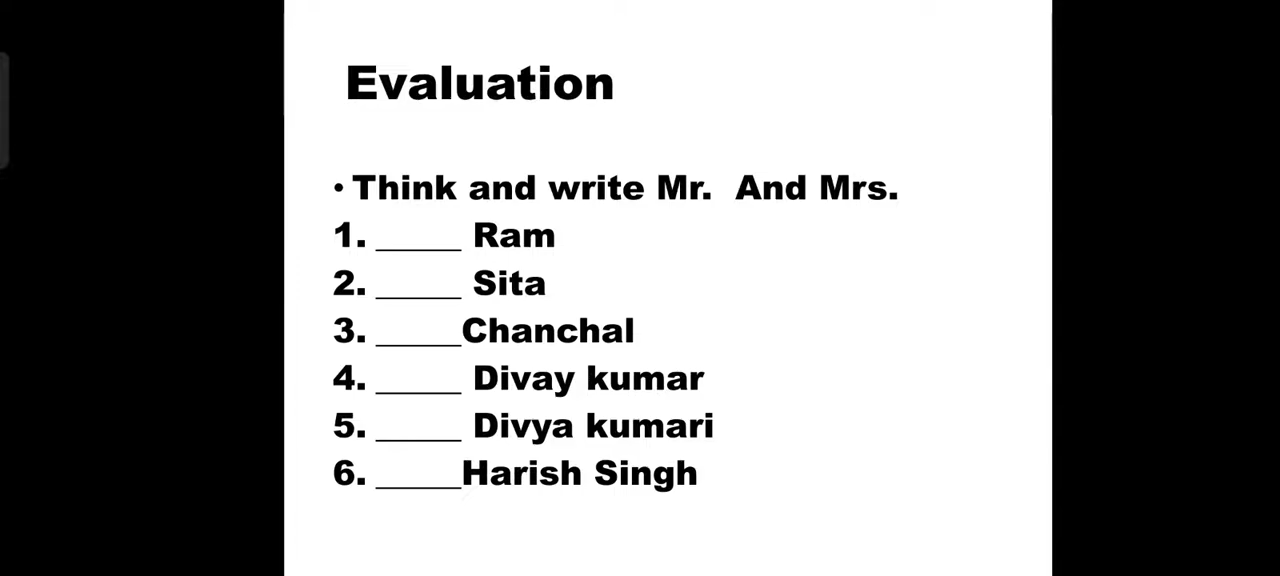 Evaluation
• Think and write Mr.  And Mrs.
1. _____ Ram
2. _____ Sita
3. _____Chanchal
4. _____ Divay kumar
5. _____ Divya kumari
6. _____Harish Singh